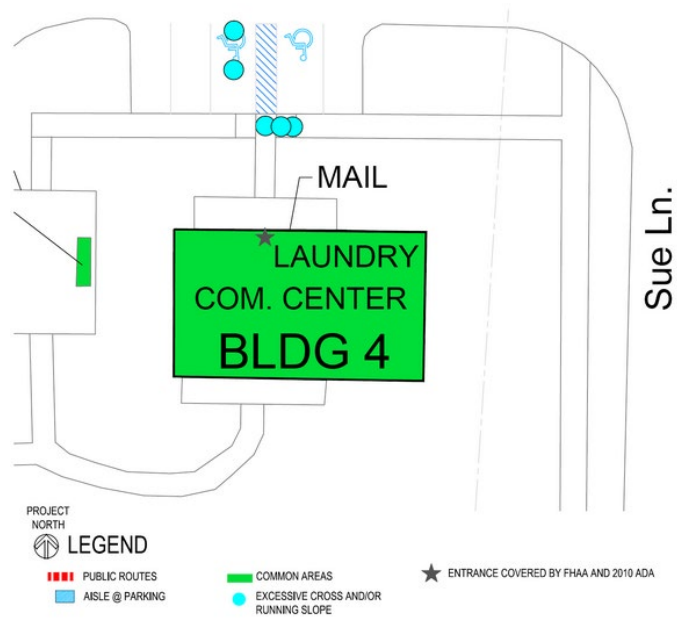 MAIL
LAUNDRY
COM. CENTER
BLDG 4
Sue Ln.
PROJECT
NORTH
LEGEND
PUBLIC ROUTES
AISLE @ PARKING
COMMON AREAS
EXCESSIVE CROSS AND/OR
RUNNING SLOPE
ENTRANCE COVERED BY FHAA AND 2010 ADA